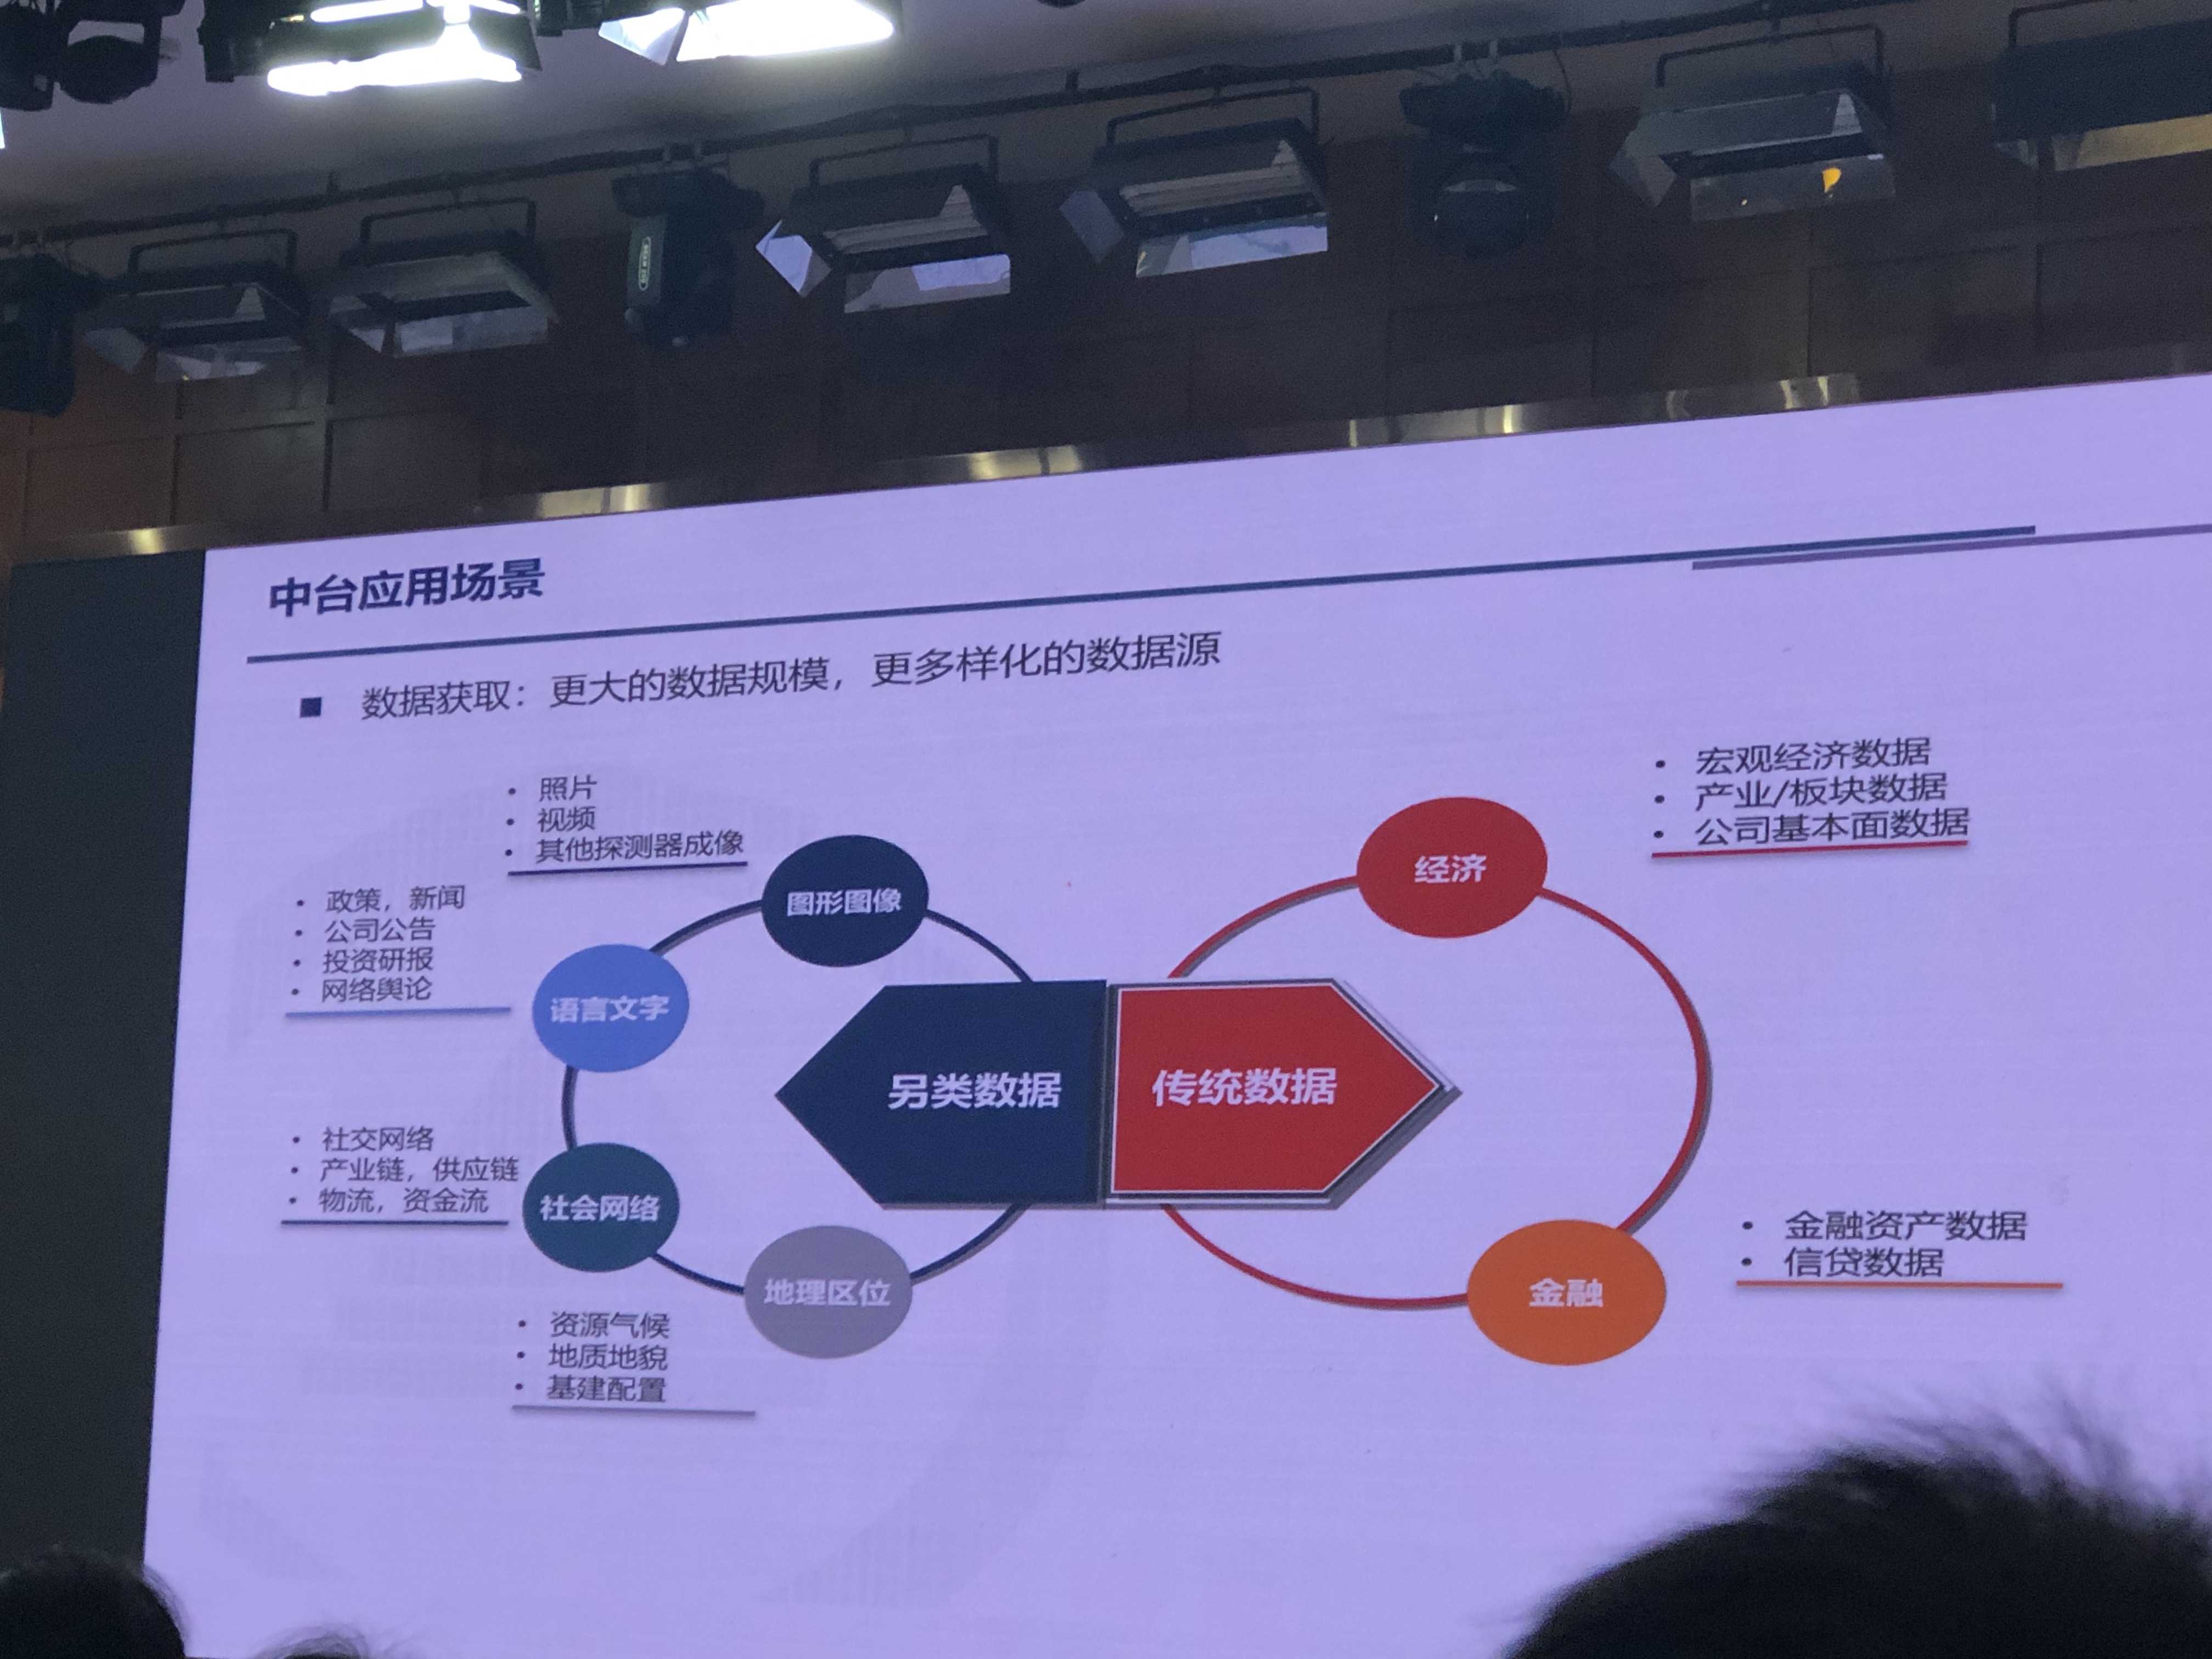 中台应用场景
■ 数据获取：更大的数据规模，更多样化的数据源
• 照片
• 视频
• 其他探测器成像
图形图像
• 政策，新闻
• 公司公告
• 投资研报
• 网络舆论
语言文字
• 社交网络
• 产业链，供应链
• 物流，资金流
社会网络
地理区位
• 资源气候
• 地质地貌
• 基建配置
另类数据
传统数据
经济
• 宏观经济数据
• 产业/板块数据
• 公司基本面数据
金融
• 金融资产数据
• 信贷数据